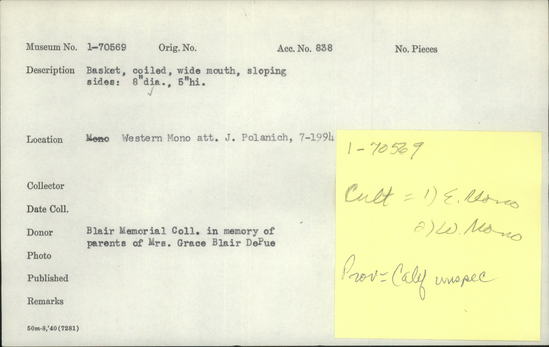 Museum No. 1-70569 Orig. No. Acc. No. 838 No. Pieces
Description Basket, coiled, wide mouth, sloping
sides: 8"dia., 5"hi.
Location Mono Western Mono att. J. Polanich, 7-1994
Collector
Date Coll.
Donor Blair Memorial Coll. in memory of
parents of Mrs. Grace Blair DePue
Photo
Published
Remarks
50m-8,'40 (7281)
1-70569
Cult = 1) E. Mono
2) W. Mono
Prov = Calif unspec